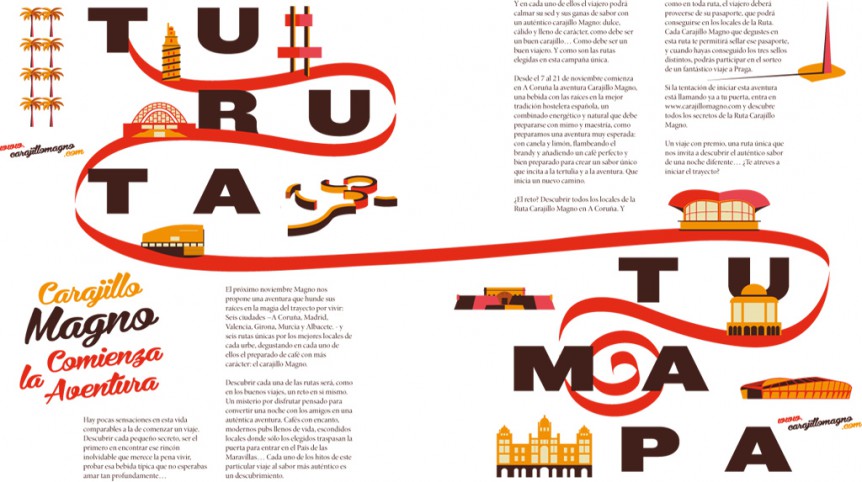 TU
RU
TA
www.
carajillomagno
.com
Carajillo
Magno
Comienza
la Aventura
Hay pocas sensaciones en esta vida
comparables a la de comenzar un viaje.
Descubrir cada pequeño secreto, ser el
primero en encontrar ese rincón
inolvidable que merece la pena vivir,
probar esa bebida típica que no esperabas
amar tan profundamente…
El próximo noviembre Magno nos
propone una aventura que hunde sus
raíces en la magia del trayecto por vivir:
Seis ciudades –A Coruña, Madrid,
Valencia, Girona, Murcia y Albacete. - y
seis rutas únicas por los mejores locales de
cada urbe, degustando en cada uno de
ellos el preparado de café con más
carácter: el carajillo Magno.
Descubrir cada una de las rutas será, como
en los buenos viajes, un reto en si mismo.
Un misterio por disfrutar pensado para
convertir una noche con los amigos en una
auténtica aventura. Cafés con encanto,
modernos pubs llenos de vida, escondidos
locales donde sólo los elegidos traspasan la
puerta para entrar en el País de las
Maravillas… Cada uno de los hitos de este
particular viaje al sabor más auténtico es
un descubrimiento.
Y en cada uno de ellos el viajero podrá
calmar su sed y sus ganas de sabor con
un auténtico carajillo Magno: dulce,
cálido y lleno de carácter, como debe ser
un buen carajillo… Como debe ser un
buen viajero. Y como son las rutas
elegidas en esta campaña única.
Desde el 7 al 21 de noviembre comienza
en A Coruña la aventura Carajillo Magno,
una bebida con las raíces en la mejor
tradición hostelera española, un
combinado energético y natural que debe
prepararse con mimo y maestría, como
preparamos una aventura muy esperada:
con canela y limón, flambeando el
brandy y añadiendo un café perfecto y
bien preparado para crear un sabor único
que incita a la tertulia y a la aventura. Que
inicia un nuevo camino.
¿El reto? Descubrir todos los locales de la
Ruta Carajillo Magno en A Coruña. Y
como en toda ruta, el viajero deberá
proveerse de su pasaporte, que podrá
conseguirse en los locales de la Ruta.
Cada Carajillo Magno que degustes en
esta ruta te permitirá sellar ese pasaporte,
y cuando hayas conseguido los tres sellos
distintos, podrás participar en el sorteo
de un fantástico viaje a Praga.
Si la tentación de iniciar esta aventura
está llamando ya a tu puerta, entra en
www.carajillomagno.com y descubre
todos los secretos de la Ruta Carajillo
Magno.
Un viaje con premio, una ruta única que
nos invita a descubrir el auténtico sabor
de una noche diferente… ¿Te atreves a
iniciar el trayecto?
TU
MA
PA
www.
carajillomagno
.com